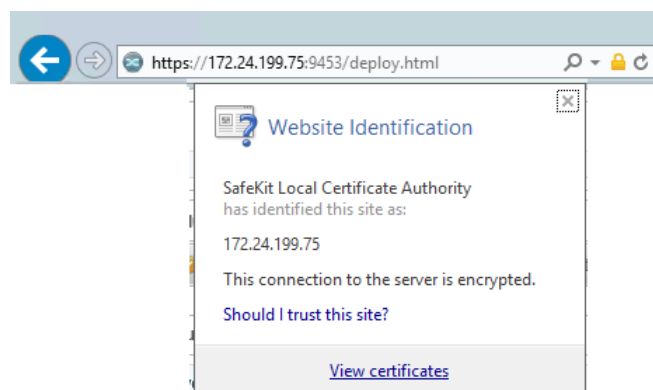 https://172.24.199.75:9453/deploy.html
Website Identification
SafeKit Local Certificate Authority
has identified this site as:
172.24.199.75
This connection to the server is encrypted.
Should I trust this site?
View certificates